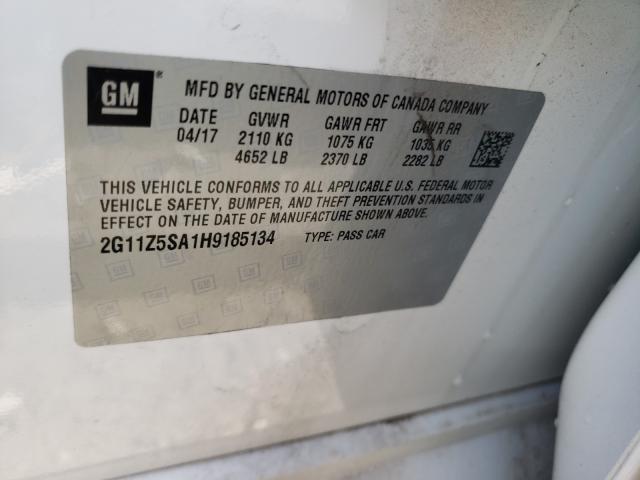 GM ® MFD BY GENERAL MOTORS OF CANADA COMPANY
DATE GVWR GAWR FRT GAWR RR
04/17 2110 KG 1075 KG 1035 KG
4652 LB 2370 LB 2282 LB
THIS VEHICLE CONFORMS TO ALL APPLICABLE U.S. FEDERAL MOTOR
VEHICLE SAFETY, BUMPER, AND THEFT PREVENTION STANDARDS IN
EFFECT ON THE DATE OF MANUFACTURE SHOWN ABOVE.
2G11Z5SA1H9185134 TYPE: PASS CAR